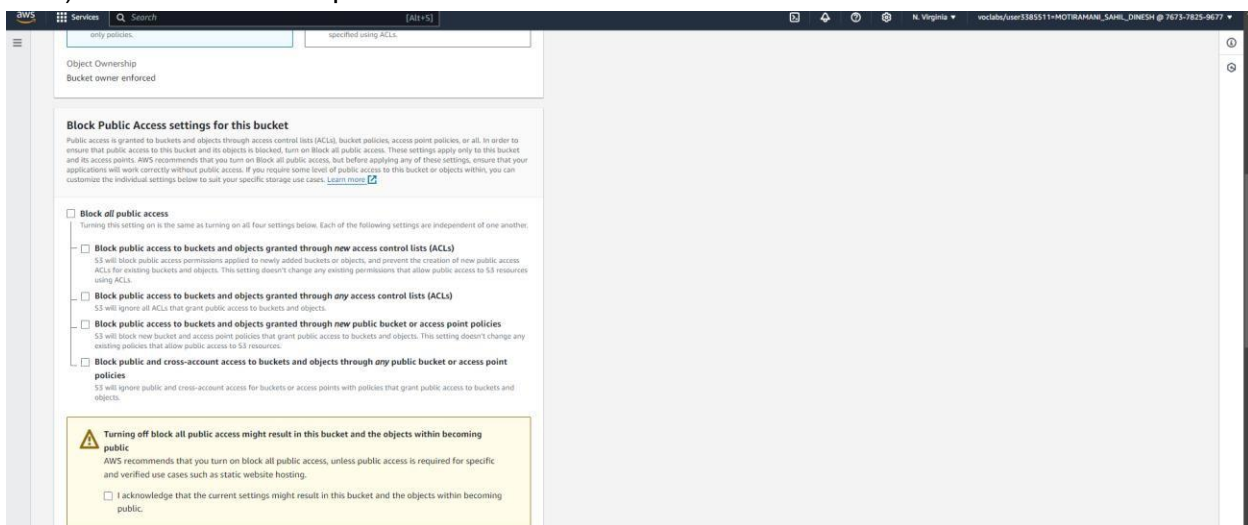 aws Services Search [Alt+S] N. Virginia voclabs/user3385511=MOTIRAMANI_SAHIL_DINESH @ 7673-7825-9677
only policies. specified using ACLs.
Object Ownership
Bucket owner enforced
Block Public Access settings for this bucket
Public access is granted to buckets and objects through access control lists (ACLs), bucket policies, access point policies, or all. In order to
ensure that public access to this bucket and its objects is blocked, turn on Block all public access. These settings apply only to this bucket
and its access points. AWS recommends that you turn on Block all public access, but before applying any of these settings, ensure that your
applications will work correctly without public access. If you require some level of public access to this bucket or objects within, you can
customize the individual settings below to suit your specific storage use cases. Learn more
Block all public access
Turning this setting on is the same as turning on all four settings below. Each of the following settings are independent of one another.
Block public access to buckets and objects granted through new access control lists (ACLs)
S3 will block public access permissions applied to newly added buckets or objects, and prevent the creation of new public access
ACLs for existing buckets and objects. This setting doesn't change any existing permissions that allow public access to S3 resources
using ACLs.
Block public access to buckets and objects granted through any access control lists (ACLs)
S3 will ignore all ACLs that grant public access to buckets and objects.
Block public access to buckets and objects granted through new public bucket or access point policies
S3 will block new bucket and access point policies that grant public access to buckets and objects. This setting doesn't change any
existing policies that allow public access to S3 resources.
Block public and cross-account access to buckets and objects through any public bucket or access point
policies
S3 will ignore public and cross-account access for buckets or access points with policies that grant public access to buckets and
objects.
Turning off block all public access might result in this bucket and the objects within becoming
public
AWS recommends that you turn on block all public access, unless public access is required for specific
and verified use cases such as static website hosting.
I acknowledge that the current settings might result in this bucket and the objects within becoming
public.